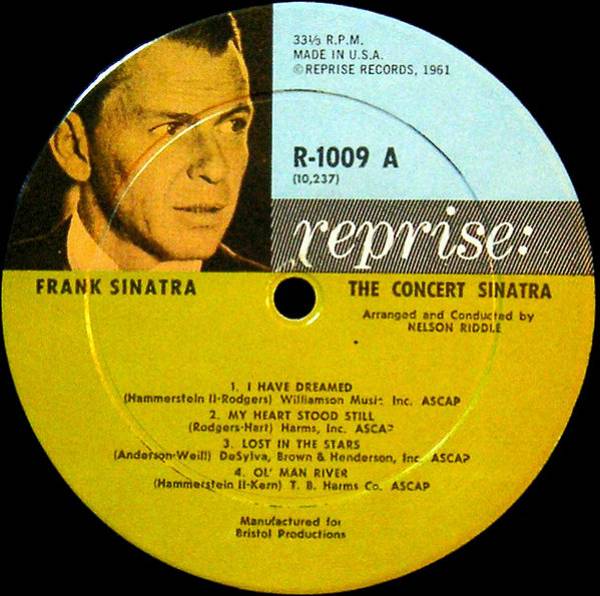 33⅓ R.P.M.
MADE IN U.S.A.
©REPRISE RECORDS, 1961
R-1009 A
(10,237)
reprise:
FRANK SINATRA
THE CONCERT SINATRA
Arranged and Conducted by
NELSON RIDDLE
1. I HAVE DREAMED
(Hammerstein II-Rodgers) Williamson Music Inc. ASCAP
2. MY HEART STOOD STILL
(Rodgers-Hart) Harms, Inc. ASCAP
3. LOST IN THE STARS
(Anderson-Weill) DeSylva, Brown & Henderson, Inc. ASCAP
4. OL' MAN RIVER
(Hammerstein II-Kern) T. B. Harms Co. ASCAP
Manufactured for
Bristol Productions